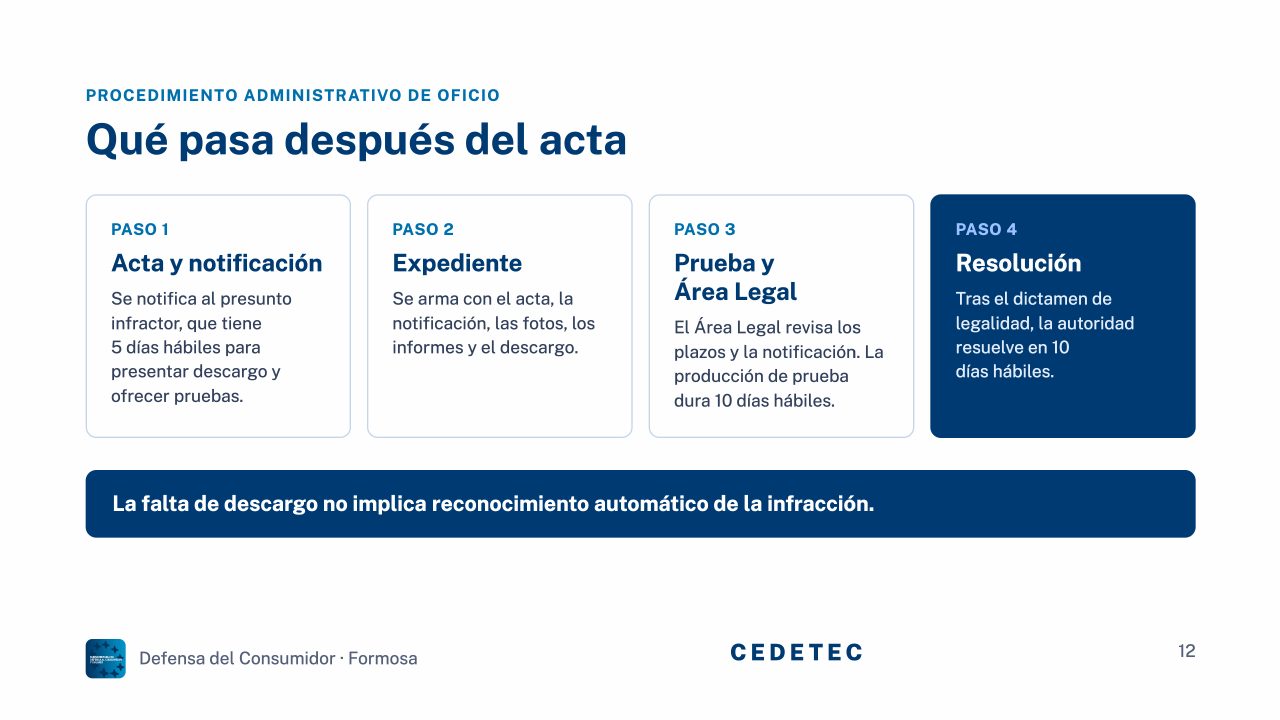 PROCEDIMIENTO ADMINISTRATIVO DE OFICIO
Qué pasa después del acta
PASO 1
Acta y notificación
Se notifica al presunto
infractor, que tiene
5 días hábiles para
presentar descargo y
ofrecer pruebas.
PASO 2
Expediente
Se arma con el acta, la
notificación, las fotos, los
informes y el descargo.
PASO 3
Prueba y
Área Legal
El Área Legal revisa los
plazos y la notificación. La
producción de prueba
dura 10 días hábiles.
PASO 4
Resolución
Tras el dictamen de
legalidad, la autoridad
resuelve en 10
días hábiles.
La falta de descargo no implica reconocimiento automático de la infracción.
Defensa del Consumidor · Formosa
CEDETEC
12